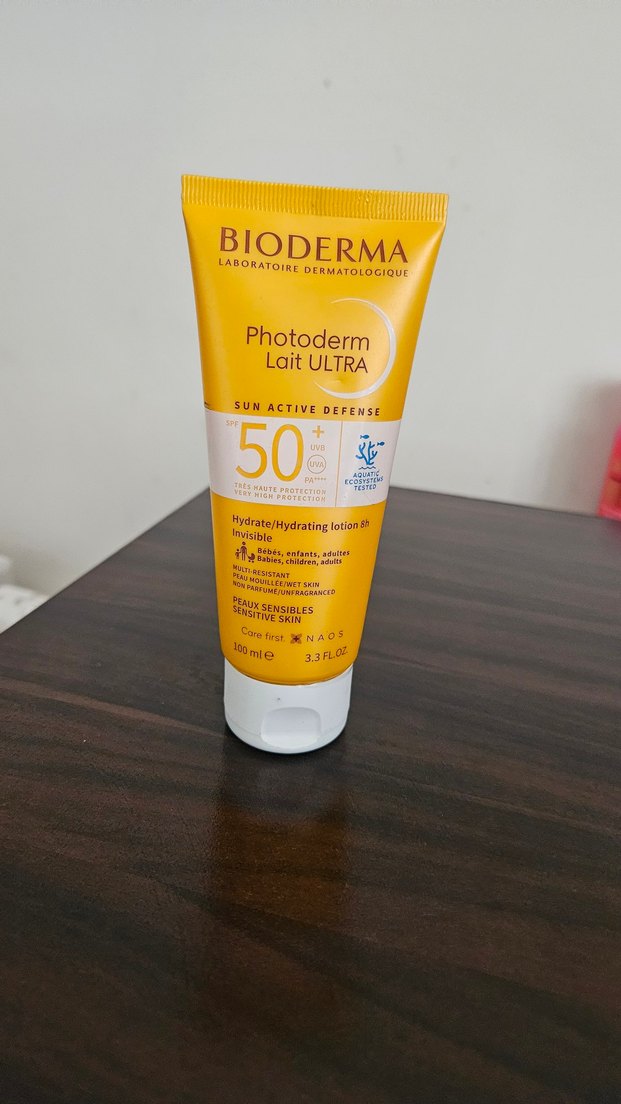 BIODERMA
LABORATOIRE DERMATOLOGIQUE
Photoderm
Lait ULTRA
SUN ACTIVE DEFENSE
SPF 50+
UVB
UVA
PA++++
TRÈS HAUTE PROTECTION
VERY HIGH PROTECTION
AQUATIC
ECOSYSTEMS
TESTED
Hydrate/Hydrating lotion 8h
Invisible
Bébés, enfants, adultes
Babies, children, adults
MULTI-RESISTANT
PEAU MOUILLÉE/WET SKIN
NON PARFUMÉ/UNFRAGRANCED
PEAUX SENSIBLES
SENSITIVE SKIN
Care first. NAOS
100 ml e 3.3 FL.OZ.